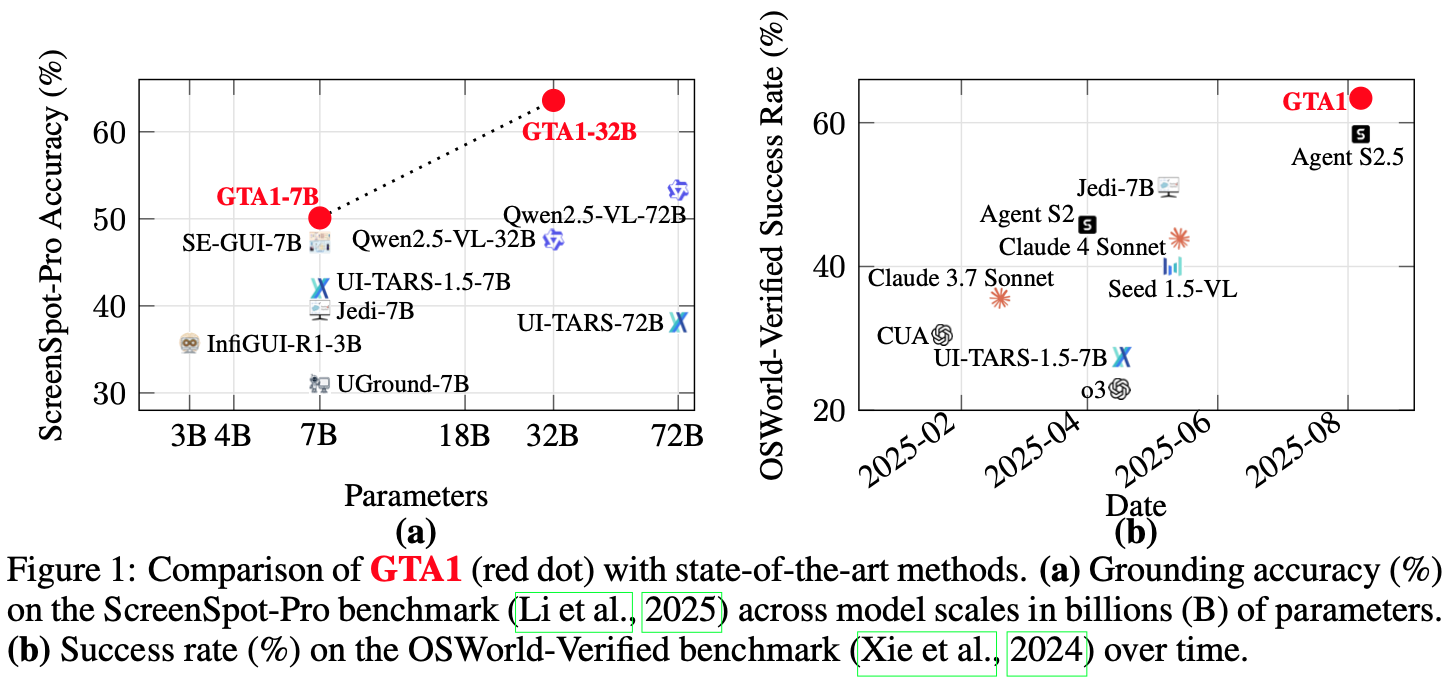 ScreenSpot-Pro Accuracy (%)
60
50
40
30
GTA1-32B
GTA1-7B
Qwen2.5-VL-72B
SE-GUI-7B
Qwen2.5-VL-32B
UI-TARS-1.5-7B
Jedi-7B
UI-TARS-72B
InfiGUI-R1-3B
UGround-7B
3B 4B 7B 18B 32B 72B
Parameters
(a)
OSWorld-Verified Success Rate (%)
60
40
20
GTA1
S
Agent S2.5
Jedi-7B
Agent S2
S
Claude 4 Sonnet
Claude 3.7 Sonnet
Seed 1.5-VL
CUA
UI-TARS-1.5-7B
o3
2025-02 2025-04 2025-06 2025-08
Date
(b)
Figure 1: Comparison of GTA1 (red dot) with state-of-the-art methods. (a) Grounding accuracy (%)
on the ScreenSpot-Pro benchmark (Li et al., 2025) across model scales in billions (B) of parameters.
(b) Success rate (%) on the OSWorld-Verified benchmark (Xie et al., 2024) over time.